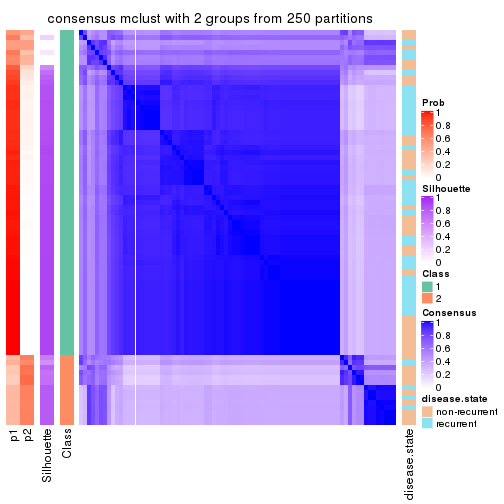 consensus mclust with 2 groups from 250 partitions
Prob
1
0.8
0.6
0.4
0.2
0
Silhouette
1
0.8
0.6
0.4
0.2
0
Class
1
2
Consensus
1
0.8
0.6
0.4
0.2
0
disease.state
non-recurrent
recurrent
p1
p2
Silhouette
Class
disease.state